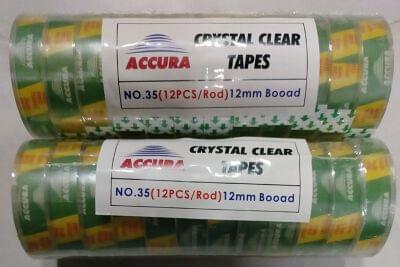 ACCURA
CRYSTAL CLEAR
TAPES
NO.35(12PCS/Rod)12mm Booad
ACCURA
CRYSTAL CLEAR
TAPES
NO.35(12PCS/Rod)12mm Booad